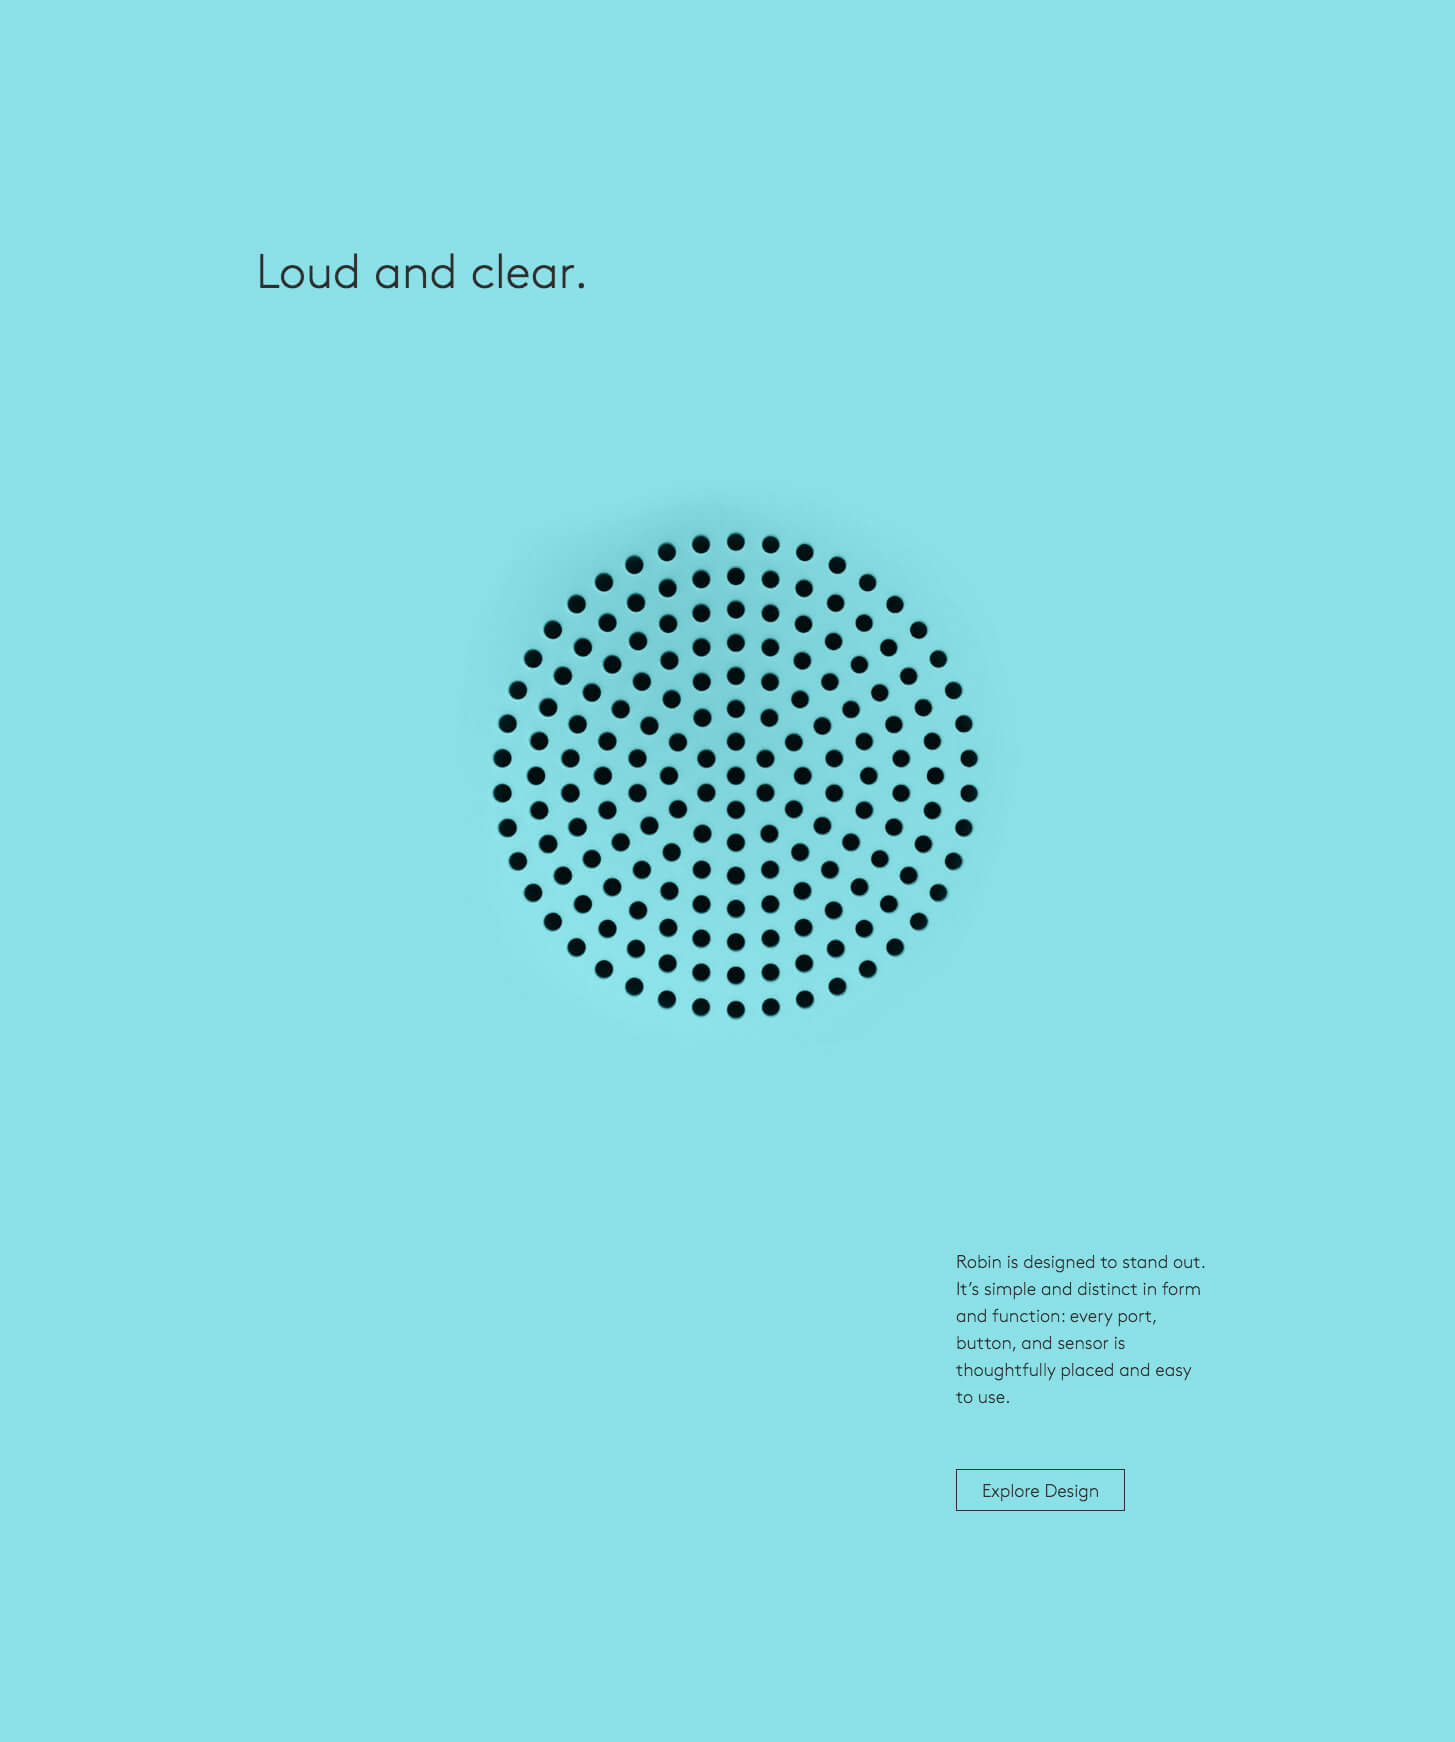 Loud and clear.
Robin is designed to stand out.
It’s simple and distinct in form
and function: every port,
button, and sensor is
thoughtfully placed and easy
to use.
Explore Design